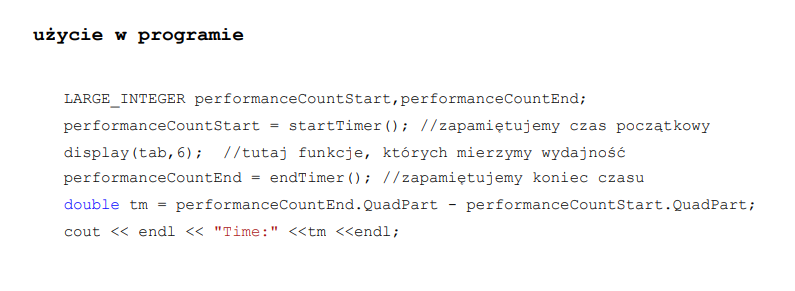 użycie w programie
LARGE_INTEGER performanceCountStart,performanceCountEnd;
performanceCountStart = startTimer(); //zapamiętujemy czas początkowy
display(tab,6);  //tutaj funkcje, których mierzymy wydajność
performanceCountEnd = endTimer(); //zapamiętujemy koniec czasu
double tm = performanceCountEnd.QuadPart - performanceCountStart.QuadPart;
cout << endl << "Time:" <<tm <<endl;